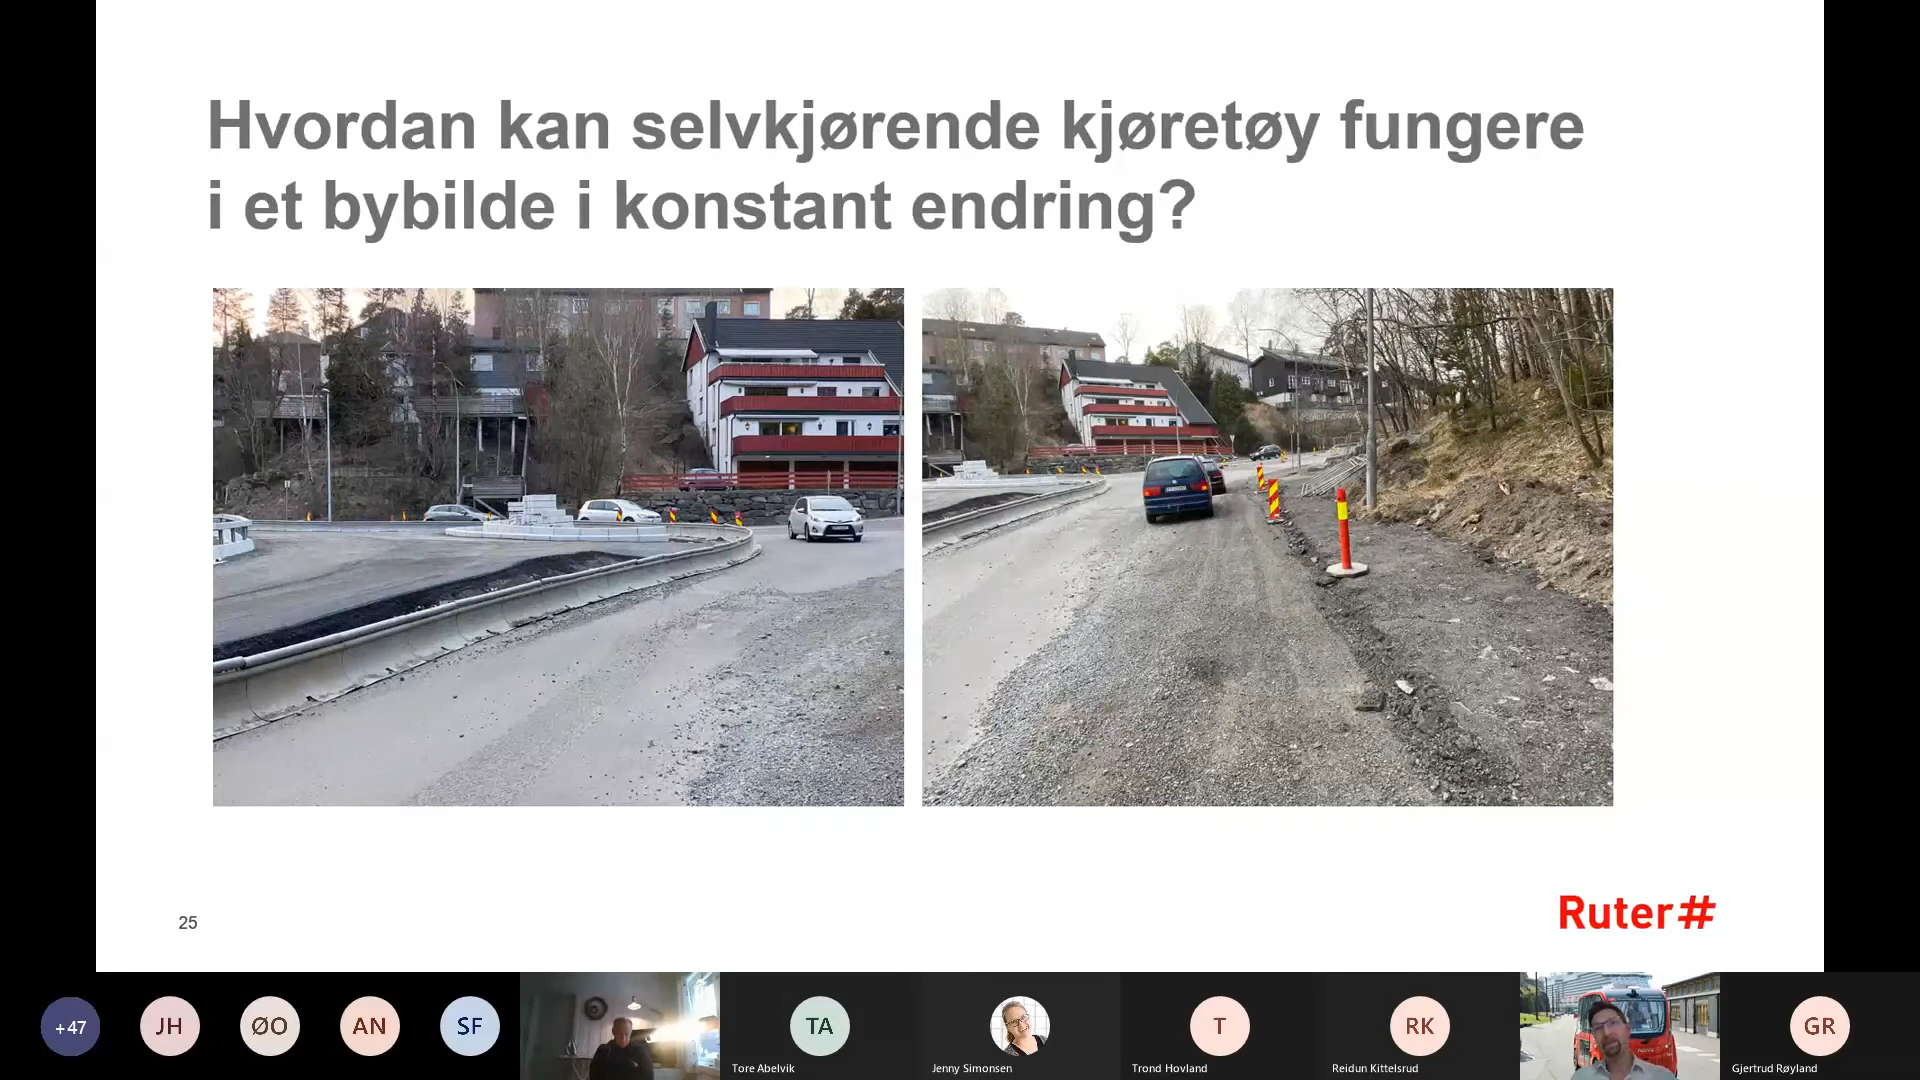 Hvordan kan selvkjørende kjøretøy fungere
i et bybilde i konstant endring?
25
Ruter#
+47
JH
ØO
AN
SF
TA
T
RK
GR
Tore Abelvik
Jenny Simonsen
Trond Hovland
Reidun Kittelsrud
Gjertrud Røyland